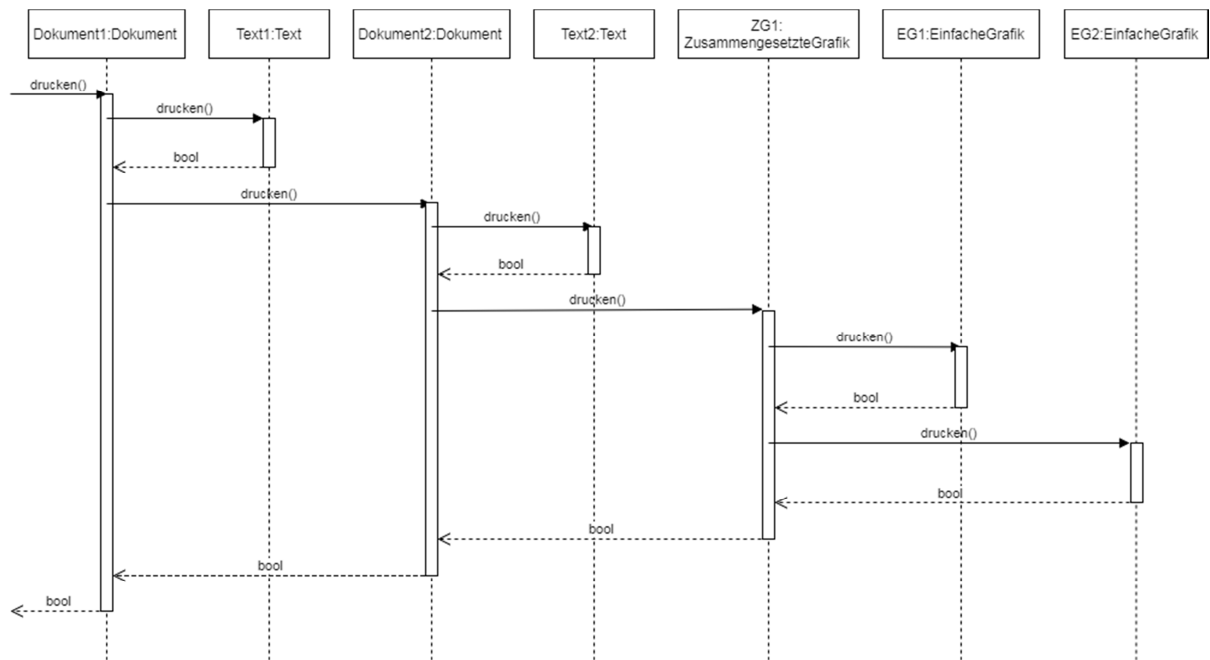 Dokument1:Dokument
Text1:Text
Dokument2:Dokument
Text2:Text
ZG1:
ZusammengesetzteGrafik
EG1:EinfacheGrafik
EG2:EinfacheGrafik
drucken()
drucken()
bool
drucken()
drucken()
bool
drucken()
drucken()
bool
drucken()
bool
bool
bool
bool